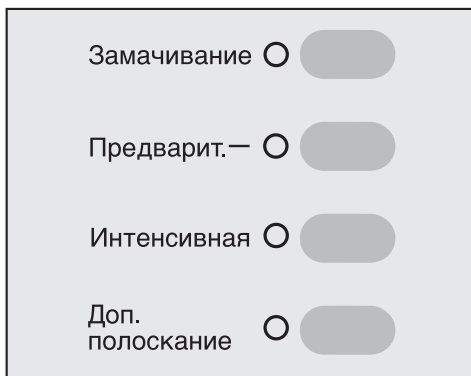 Замачивание
Предварит.—
Интенсивная
Доп.
полоскание